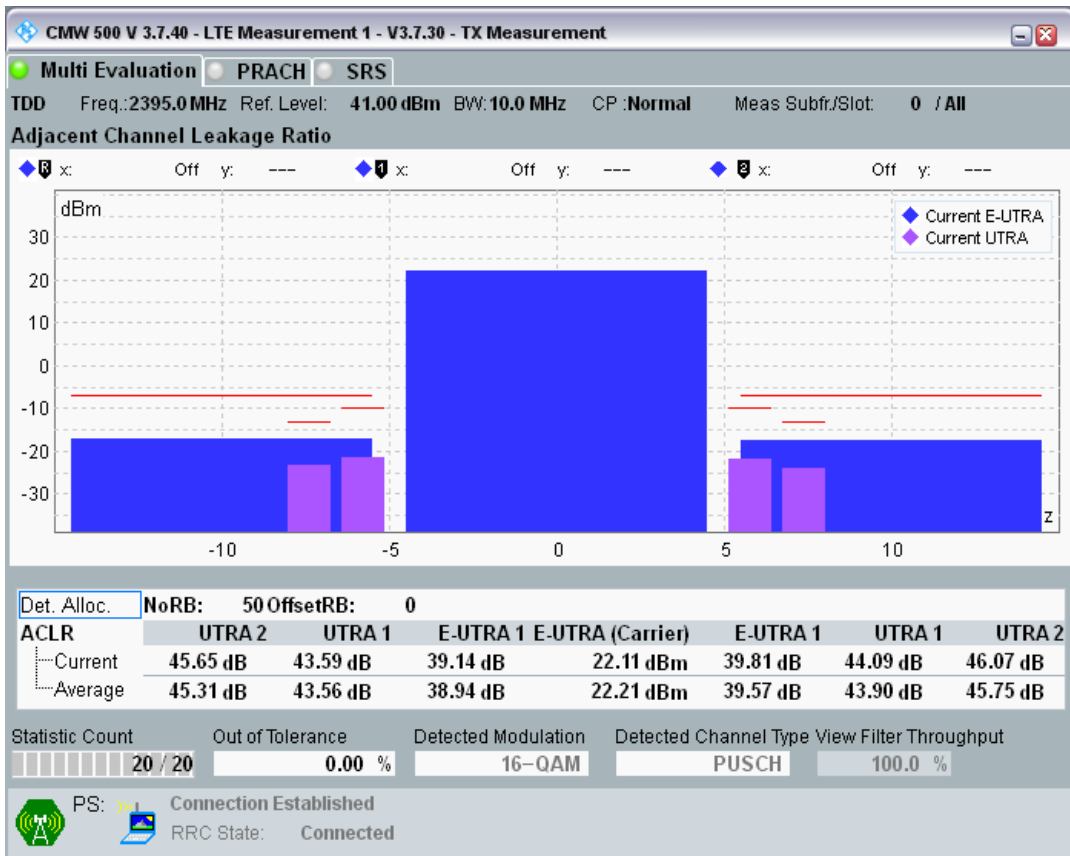 CMW 500 V 3.7.40 - LTE Measurement 1 - V3.7.30 - TX Measurement
Multi Evaluation PRACH SRS
TDD Freq.:2395.0 MHz Ref. Level: 41.00 dBm BW: 10.0 MHz CP :Normal Meas Subfr./Slot: 0 / All
Adjacent Channel Leakage Ratio
R x: Off y: --- 1 x: Off y: --- 2 x: Off y: ---
dBm
Current E-UTRA
Current UTRA
30
20
10
0
-10
-20
-30
z
-10 -5 0 5 10
Det. Alloc. NoRB: 50 OffsetRB: 0
ACLR UTRA 2 UTRA 1 E-UTRA 1 E-UTRA (Carrier) E-UTRA 1 UTRA 1 UTRA 2
Current 45.65 dB 43.59 dB 39.14 dB 22.11 dBm 39.81 dB 44.09 dB 46.07 dB
Average 45.31 dB 43.56 dB 38.94 dB 22.21 dBm 39.57 dB 43.90 dB 45.75 dB
Statistic Count Out of Tolerance Detected Modulation Detected Channel Type View Filter Throughput
20 / 20 0.00 % 16-QAM PUSCH 100.0 %
PS: Connection Established
RRC State: Connected